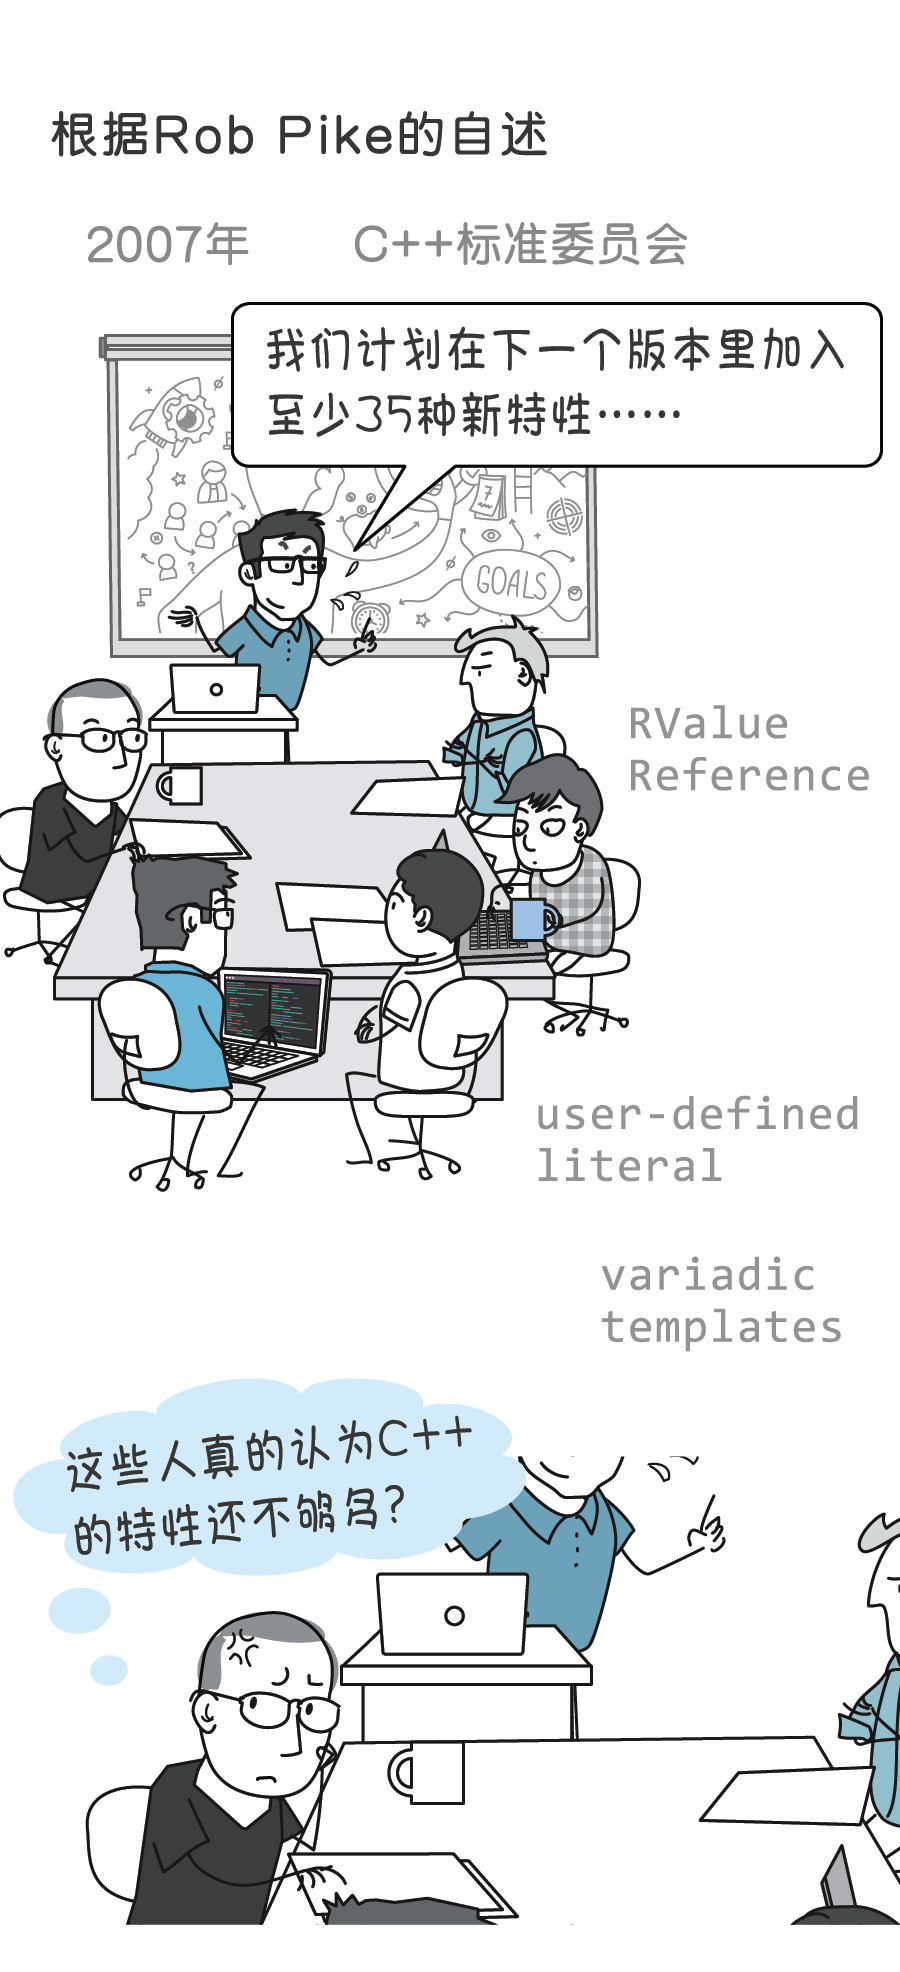 根据Rob Pike的自述
2007年 C++标准委员会
我们计划在下一个版本里加入
至少35种新特性……
7
GOALS
RValue
Reference
user-defined
literal
variadic
templates
这些人真的认为C++
的特性还不够多?